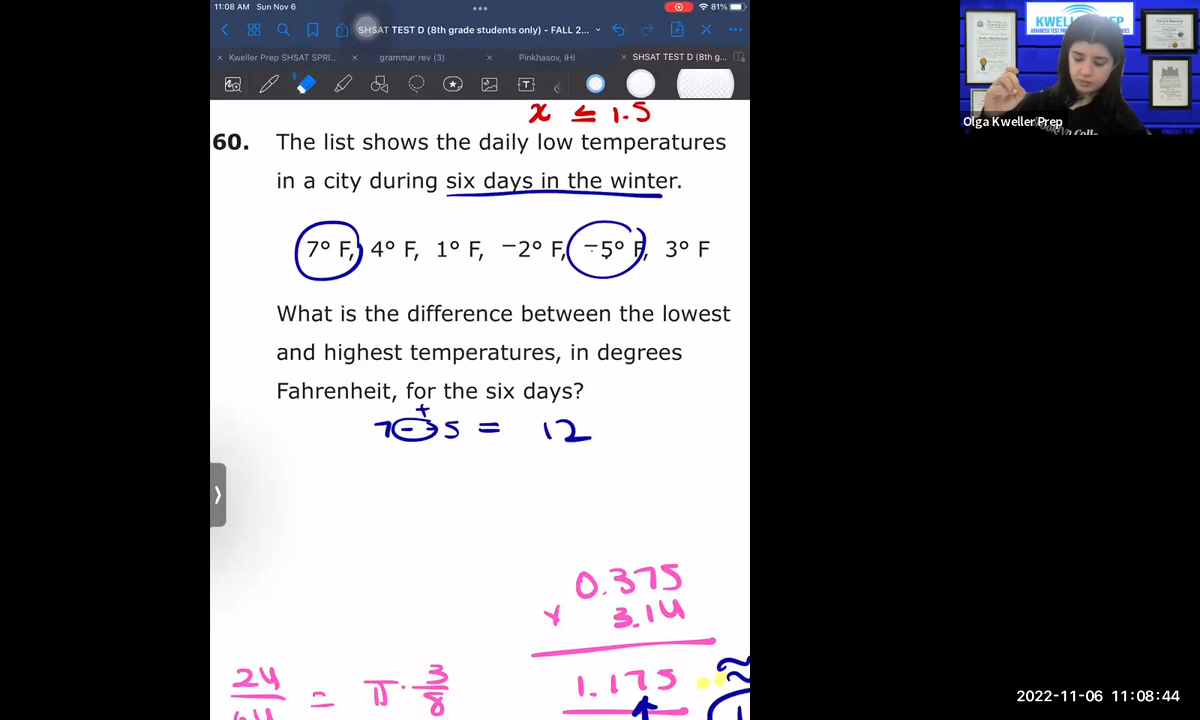 11:08 AM Sun Nov 6
81%
SHSAT TEST D (8th grade students only) - FALL 2...
Kweller Prep SHSAT SPRI...
grammar rev (3)
Pinkhasov, IHI
SHSAT TEST D (8th g...
x ≤ 1.5
60. The list shows the daily low temperatures
in a city during six days in the winter.
7° F, 4° F, 1° F, −2° F, −5° F, 3° F
What is the difference between the lowest
and highest temperatures, in degrees
Fahrenheit, for the six days?
+
7 - -5 = 12
0.375
x 3.14
1.175 ≈
24/64 = π · 3/8
KWELLER PREP
Olga Kweller Prep
2022-11-06 11:08:44